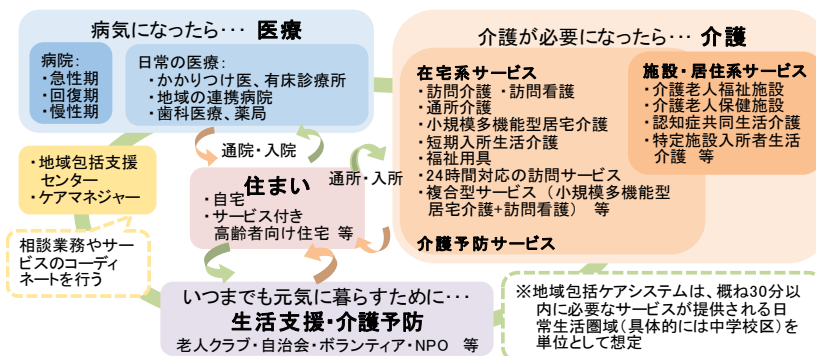 病気になったら･･･ 医療
病院：
・急性期
・回復期
・慢性期
日常の医療：
・かかりつけ医、有床診療所
・地域の連携病院
・歯科医療、薬局
介護が必要になったら･･･ 介護
在宅系サービス
・訪問介護 ・訪問看護
・通所介護
・小規模多機能型居宅介護
・短期入所生活介護
・福祉用具
・24時間対応の訪問サービス
・複合型サービス（小規模多機能型
居宅介護+訪問看護） 等
介護予防サービス
施設・居住系サービス
・介護老人福祉施設
・介護老人保健施設
・認知症共同生活介護
・特定施設入所者生活
介護 等
通院・入院
通所・入所
・地域包括支援
センター
・ケアマネジャー
相談業務やサー
ビスのコーディ
ネートを行う
住まい
・自宅
・サービス付き
高齢者向け住宅 等
いつまでも元気に暮らすために･･･
生活支援・介護予防
老人クラブ・自治会・ボランティア・NPO 等
※地域包括ケアシステムは、概ね30分以
内に必要なサービスが提供される日
常生活圏域（具体的には中学校区）を
単位として想定